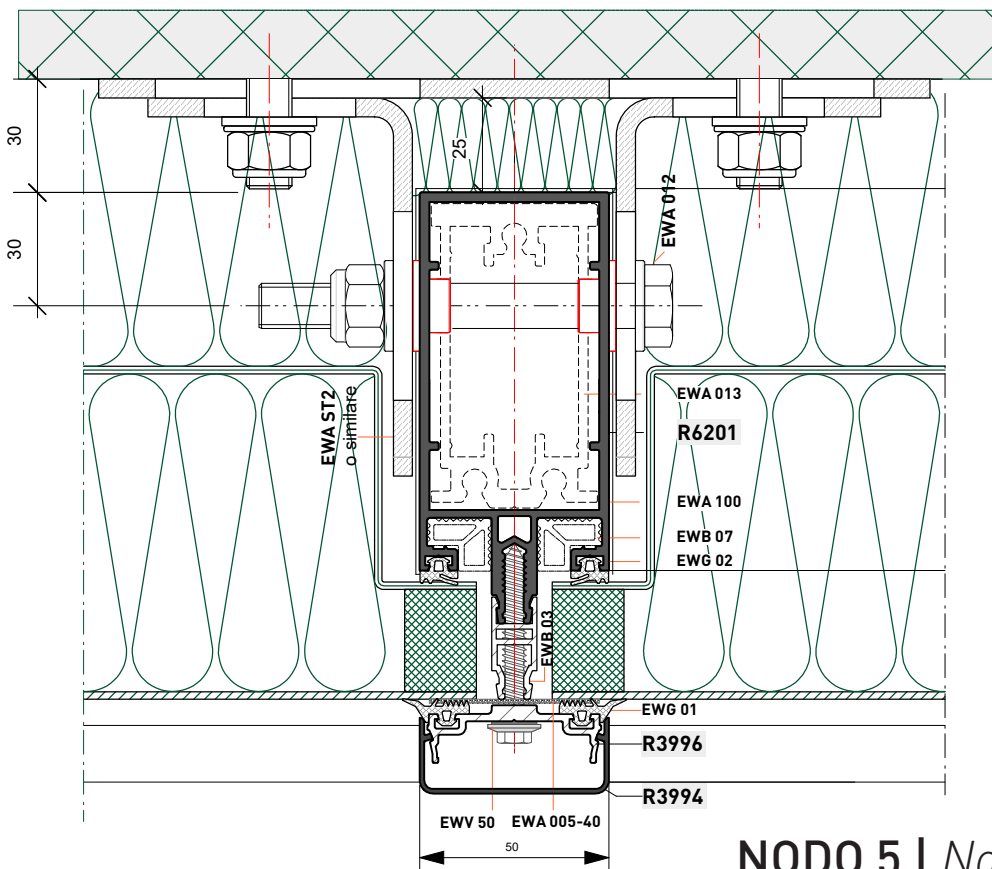 30
25
30
EWA 012
EWA ST2
o similare
EWA 013
R6201
EWA 100
EWB 07
EWG 02
EWB 03
EWG 01
R3996
R3994
EWV 50
EWA 005-40
50
NODO 5 | No